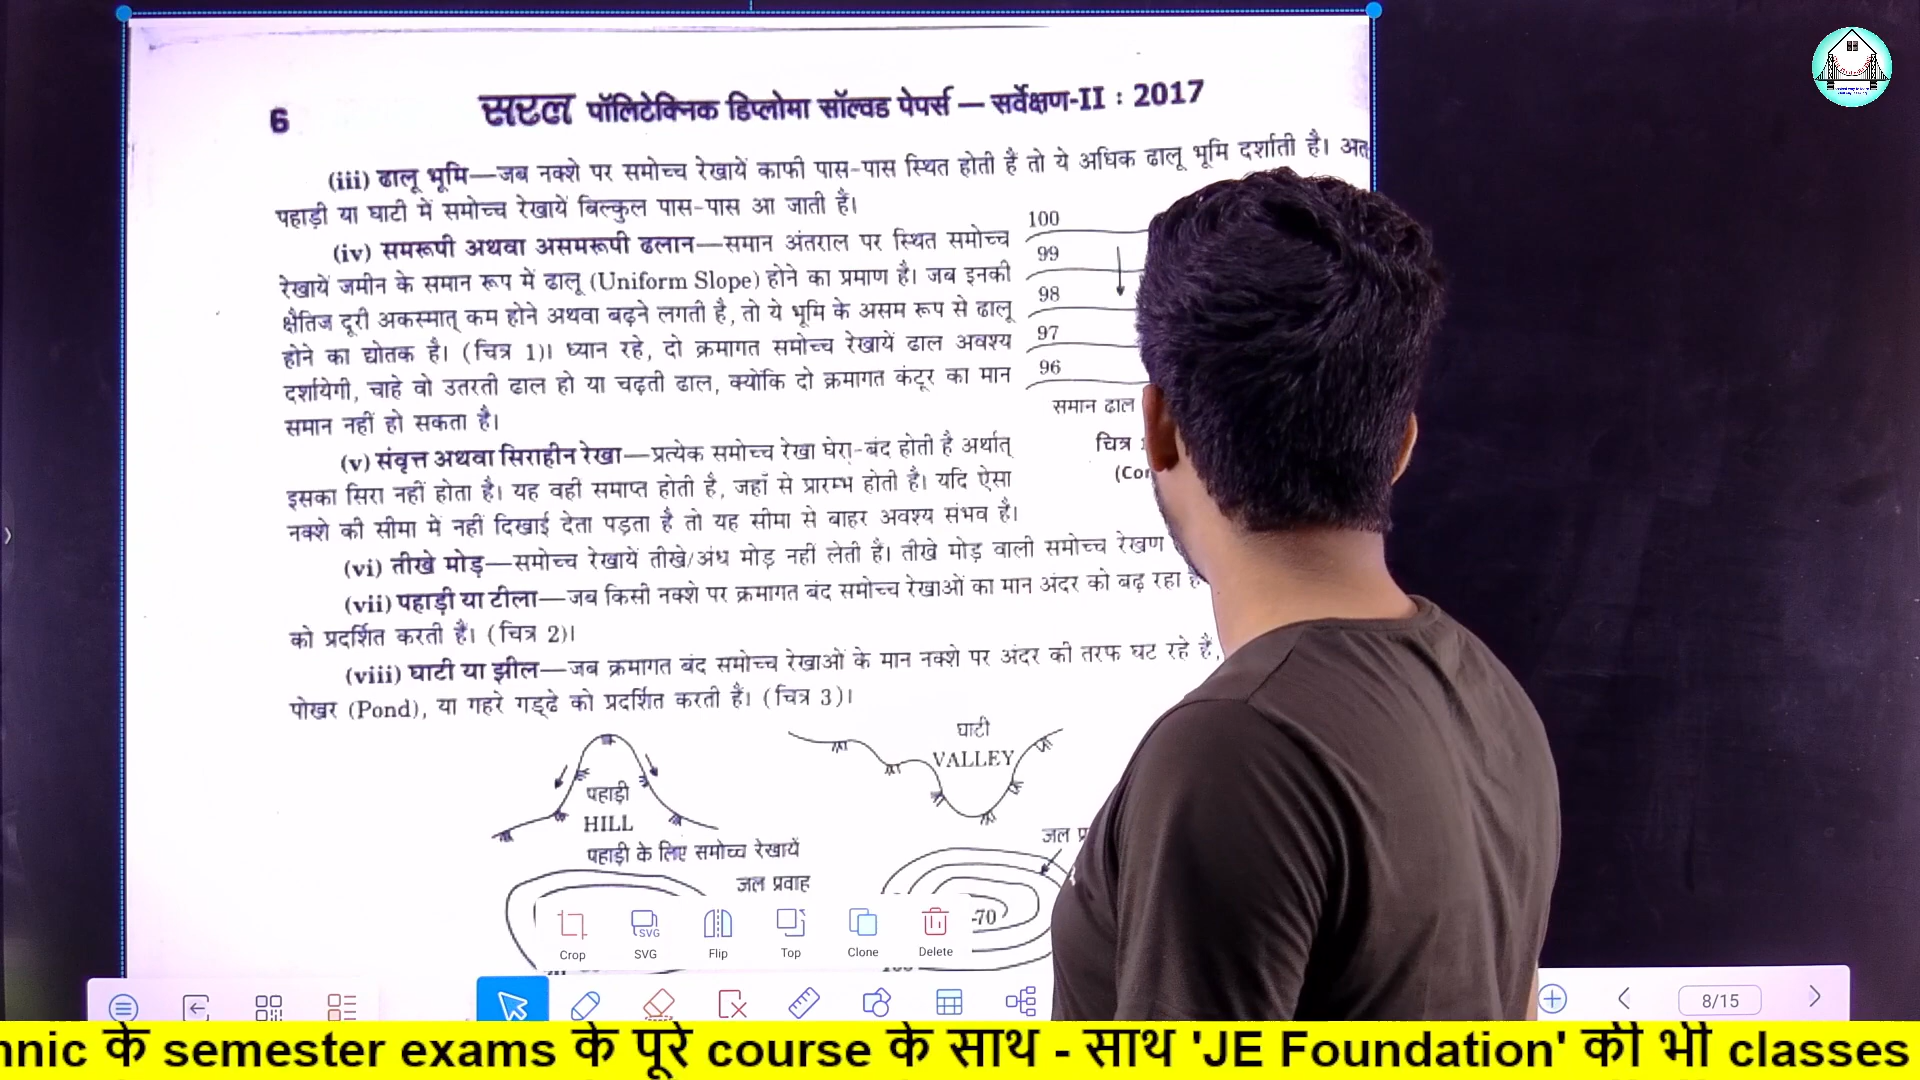 6 सरल पॉलिटेक्निक डिप्लोमा सॉल्वड पेपर्स — सर्वेक्षण-II : 2017
(iii) ढालू भूमि—जब नक्शे पर समोच्च रेखायें काफी पास-पास स्थित होती हैं तो ये अधिक ढालू भूमि दर्शाती है। अत
पहाड़ी या घाटी में समोच्च रेखायें बिल्कुल पास-पास आ जाती हैं।
(iv) समरूपी अथवा असमरूपी ढलान—समान अंतराल पर स्थित समोच्च
रेखायें जमीन के समान रूप में ढालू (Uniform Slope) होने का प्रमाण है। जब इनकी
क्षैतिज दूरी अकस्मात् कम होने अथवा बढ़ने लगती है, तो ये भूमि के असम रूप से ढालू
होने का द्योतक है। (चित्र 1)। ध्यान रहे, दो क्रमागत समोच्च रेखायें ढाल अवश्य
दर्शायेगी, चाहे वो उतरती ढाल हो या चढ़ती ढाल, क्योंकि दो क्रमागत कंटूर का मान
समान नहीं हो सकता है।
100
99
98
97
96
समान ढाल
चित्र
(Con
(v) संवृत्त अथवा सिराहीन रेखा—प्रत्येक समोच्च रेखा घेरा-बंद होती है अर्थात्
इसका सिरा नहीं होता है। यह वहीं समाप्त होती है, जहाँ से प्रारम्भ होती है। यदि ऐसा
नक्शे की सीमा में नहीं दिखाई देता पड़ता है तो यह सीमा से बाहर अवश्य संभव है।
(vi) तीखे मोड़—समोच्च रेखायें तीखे/अंध मोड़ नहीं लेती है। तीखे मोड़ वाली समोच्च रेखण
(vii) पहाड़ी या टीला—जब किसी नक्शे पर क्रमागत बंद समोच्च रेखाओं का मान अंदर को बढ़ रहा है
को प्रदर्शित करती हैं। (चित्र 2)।
(viii) घाटी या झील—जब क्रमागत बंद समोच्च रेखाओं के मान नक्शे पर अंदर की तरफ घट रहे हैं,
पोखर (Pond), या गहरे गड्ढे को प्रदर्शित करती हैं। (चित्र 3)।
पहाड़ी
HILL
घाटी
VALLEY
पहाड़ी के लिए समोच्च रेखायें
जल प्रवाह
जल प्र
-70
Crop SVG Flip Top Clone Delete
8/15
hnic के semester exams के पूरे course के साथ - साथ 'JE Foundation' की भी classes